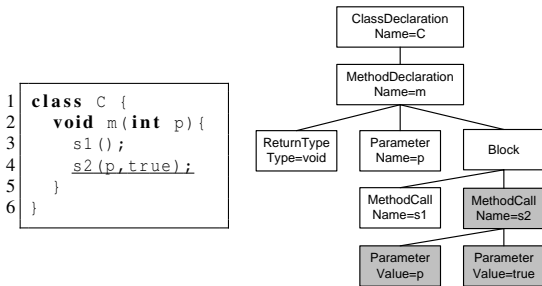 1 class C {
2 void m(int p){
3 s1();
4 s2(p,true);
5 }
6 }
ClassDeclaration
Name=C
MethodDeclaration
Name=m
ReturnType
Type=void
Parameter
Name=p
Block
MethodCall
Name=s1
MethodCall
Name=s2
Parameter
Value=p
Parameter
Value=true